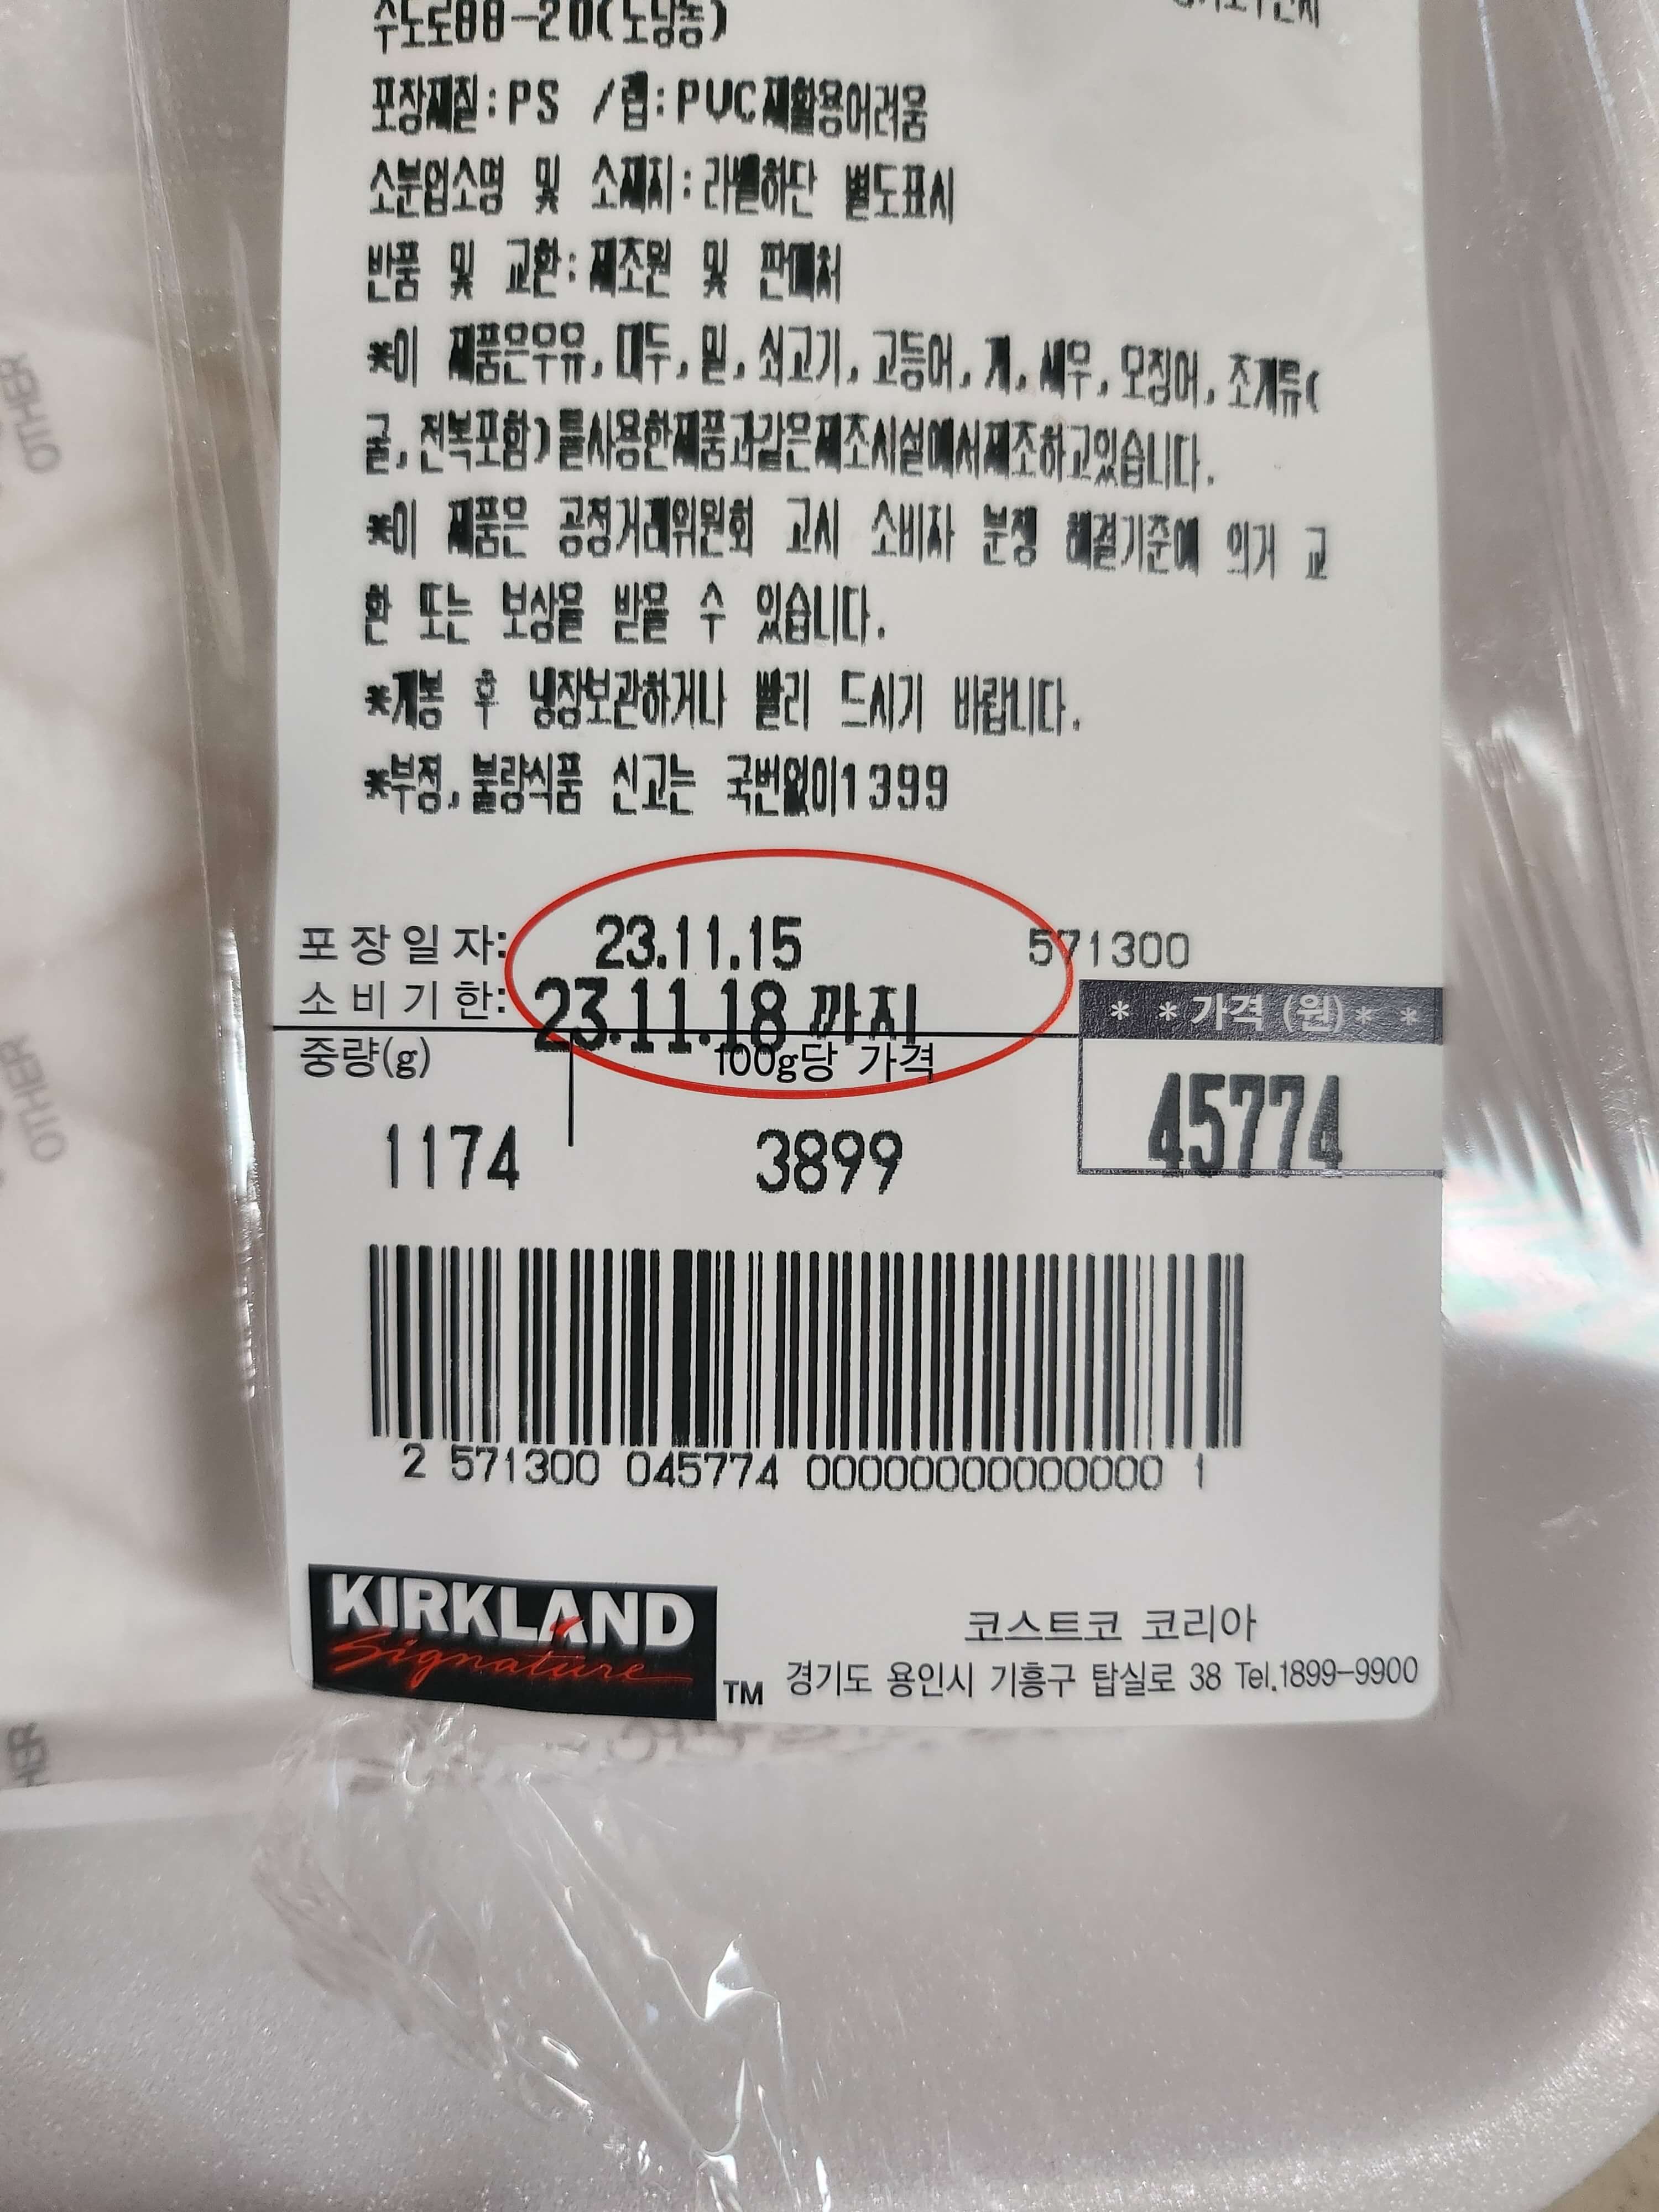 수도로88-20(도당동)
포장재질:PS /랩:PVC재활용어려움
소분업소명 및 소재지:라벨하단 별도표시
반품 및 교환:제조원 및 판매처
*이 제품은우유,대두,밀,쇠고기,고등어,게,새우,오징어,조개류(
굴,전복포함)를사용한제품과같은제조시설에서제조하고있습니다.
*이 제품은 공정거래위원회 고시 소비자 분쟁 해결기준에 의거 교
환 또는 보상을 받을 수 있습니다.
*개봉 후 냉장보관하거나 빨리 드시기 바랍니다.
*부정,불량식품 신고는 국번없이1399
포장일자: 23.11.15 571300
소비기한: 23.11.18 까지 * * 가격 (원) * *
중량(g) 100g당 가격
1174 3899 45774
2 571300 045774 00000000000000 1
KIRKLAND
Signature TM
코스트코 코리아
경기도 용인시 기흥구 탑실로 38 Tel.1899-9900
OTHER
OTHER